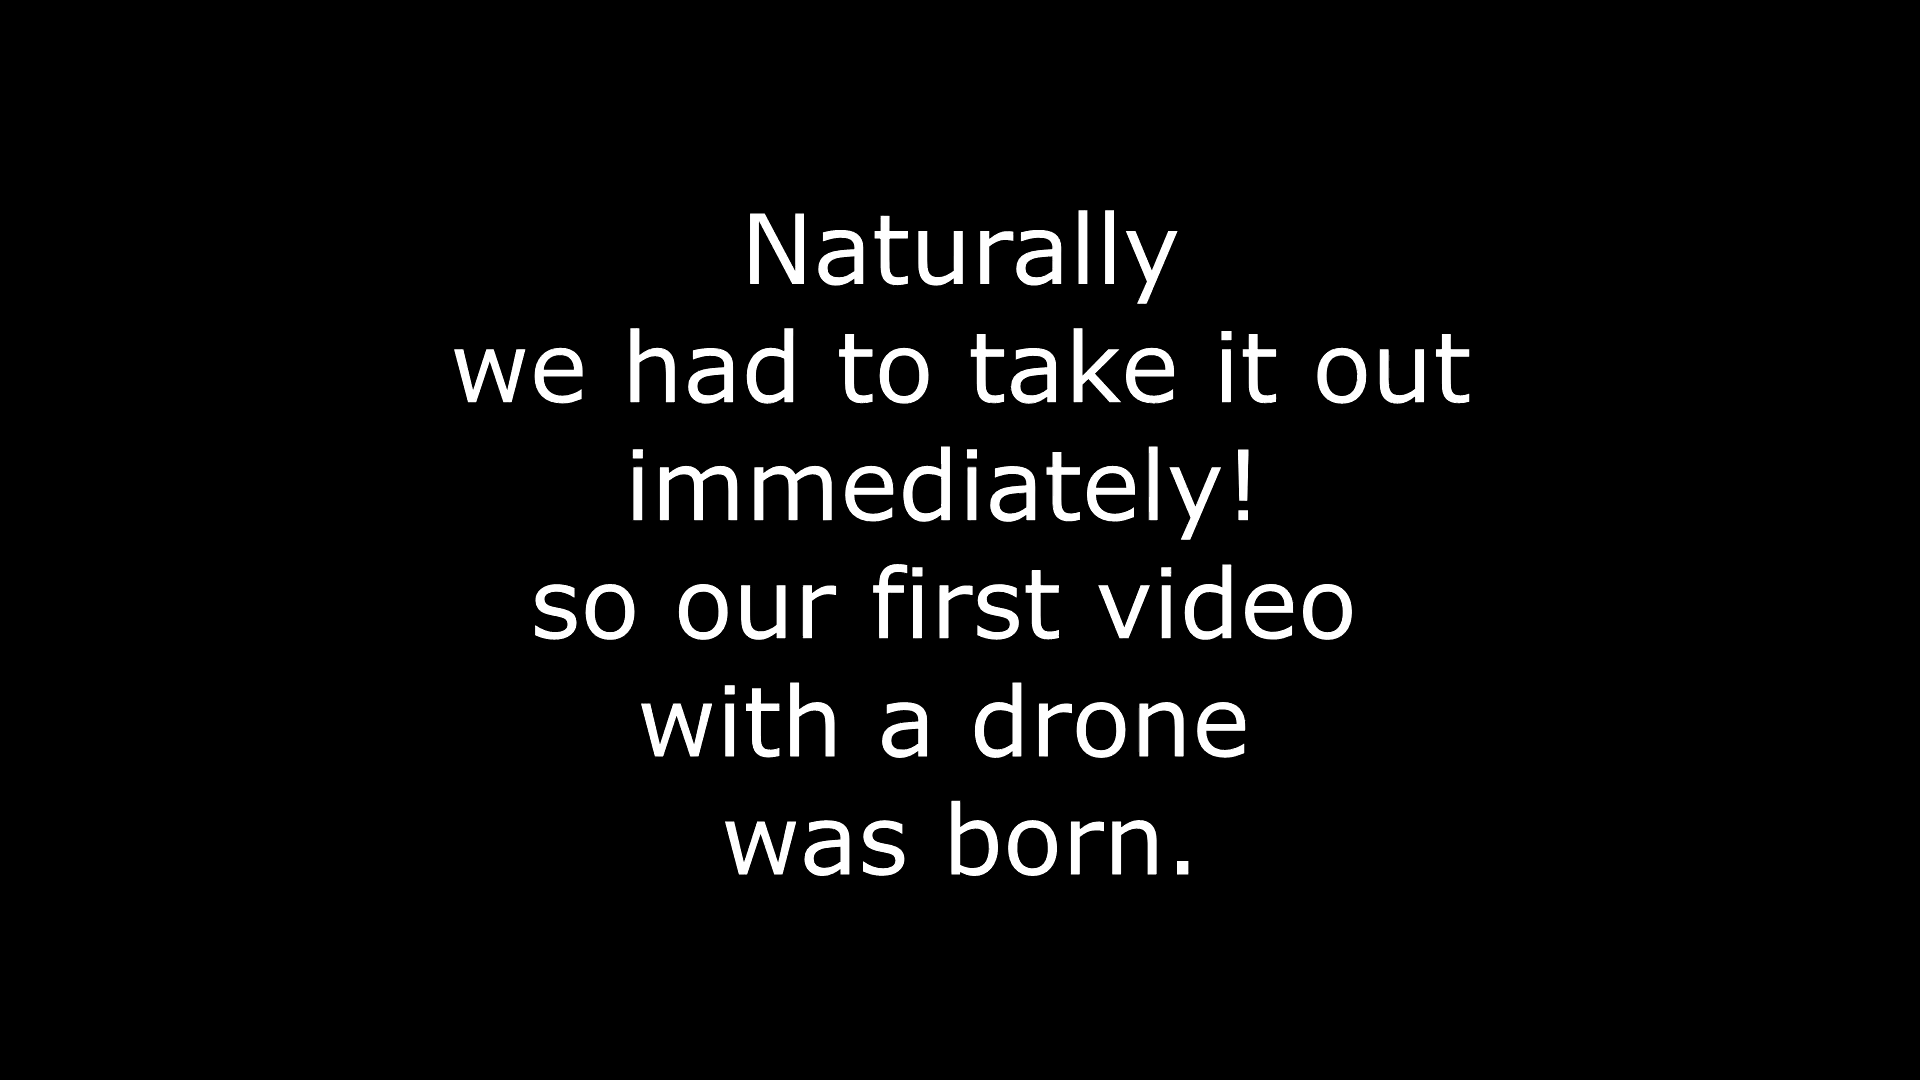 Naturally
we had to take it out
immediately!
so our first video
with a drone
was born.